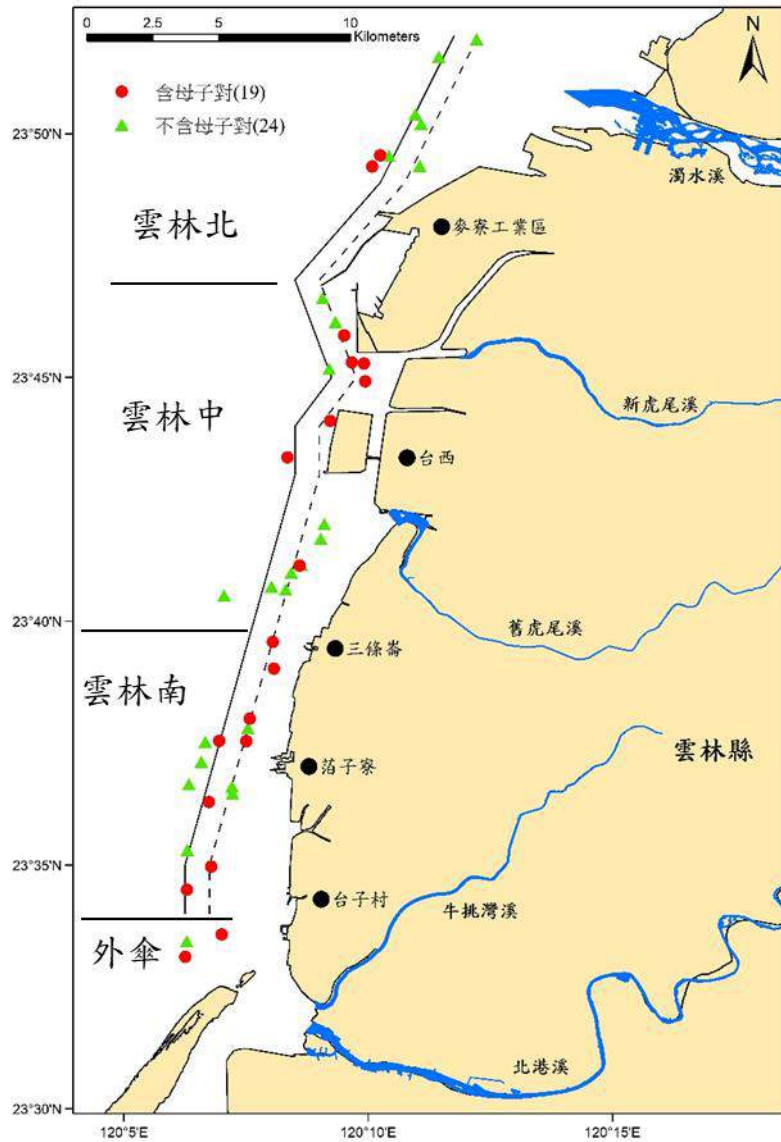 0 2.5 5 10
Kilometers
N
含母子對(19)
不含母子對(24)
23°50'N
濁水溪
雲林北
麥寮工業區
23°45'N
雲林中
新虎尾溪
台西
23°40'N
舊虎尾溪
三條崙
雲林南
雲林縣
箔子寮
23°35'N
台子村
牛挑灣溪
外傘
北港溪
23°30'N
120°5'E 120°10'E 120°15'E